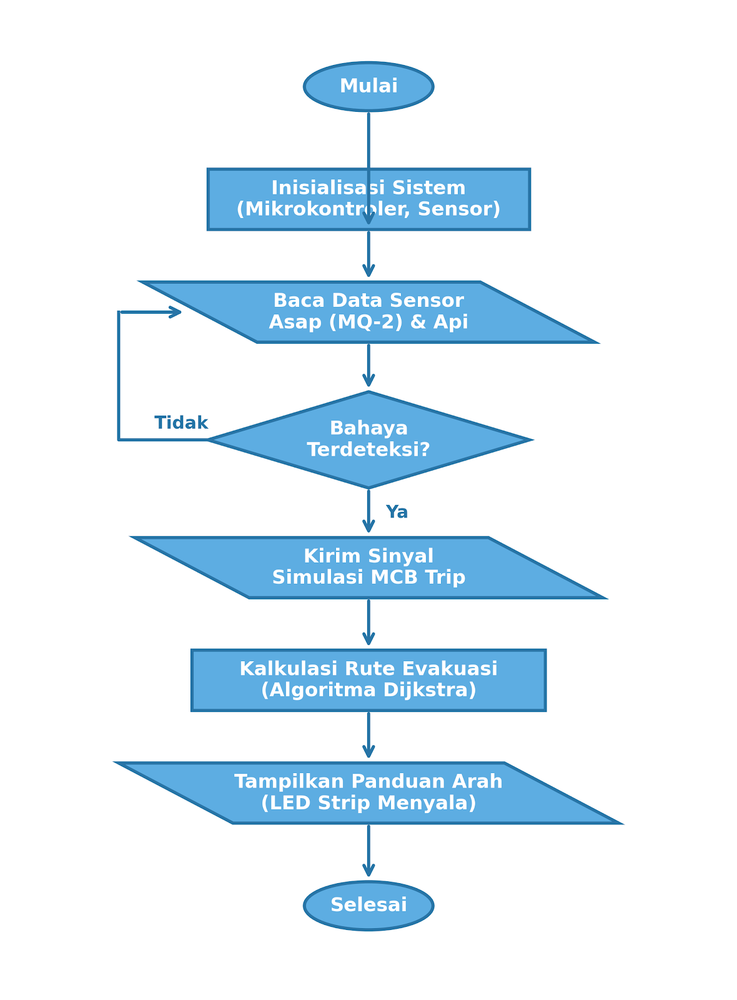 Mulai
Inisialisasi Sistem
(Mikrokontroler, Sensor)
Baca Data Sensor
Asap (MQ-2) & Api
Tidak
Bahaya
Terdeteksi?
Ya
Kirim Sinyal
Simulasi MCB Trip
Kalkulasi Rute Evakuasi
(Algoritma Dijkstra)
Tampilkan Panduan Arah
(LED Strip Menyala)
Selesai